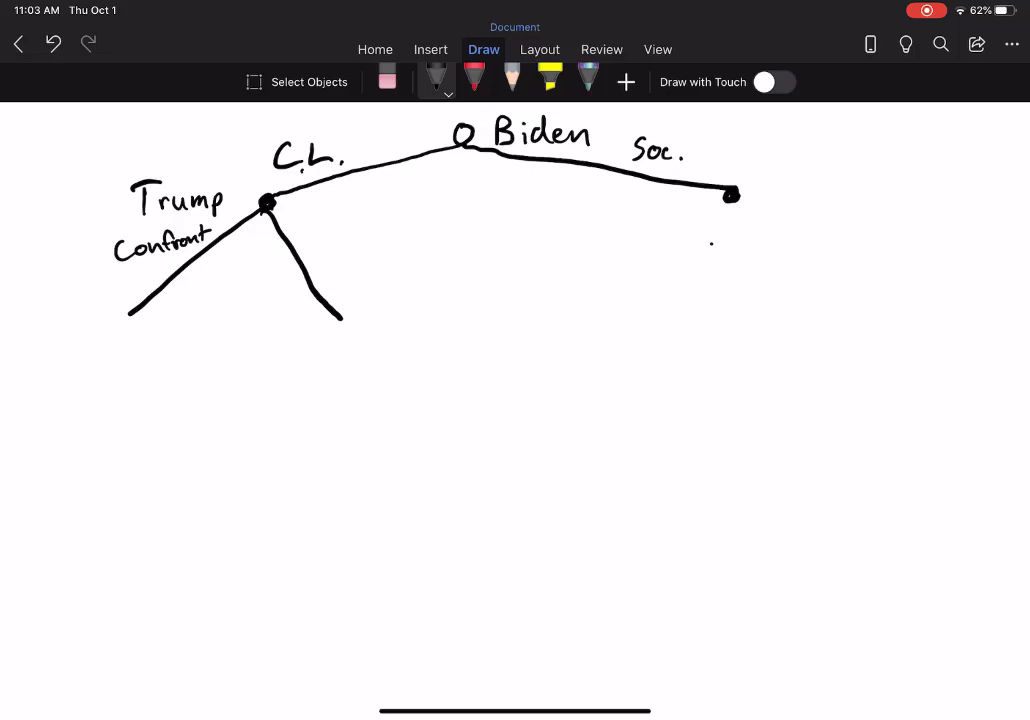 11:03 AM Thu Oct 1
62%
Document
Home Insert Draw Layout Review View
Select Objects
Draw with Touch
Biden
C.L.
Soc.
Trump
Confront